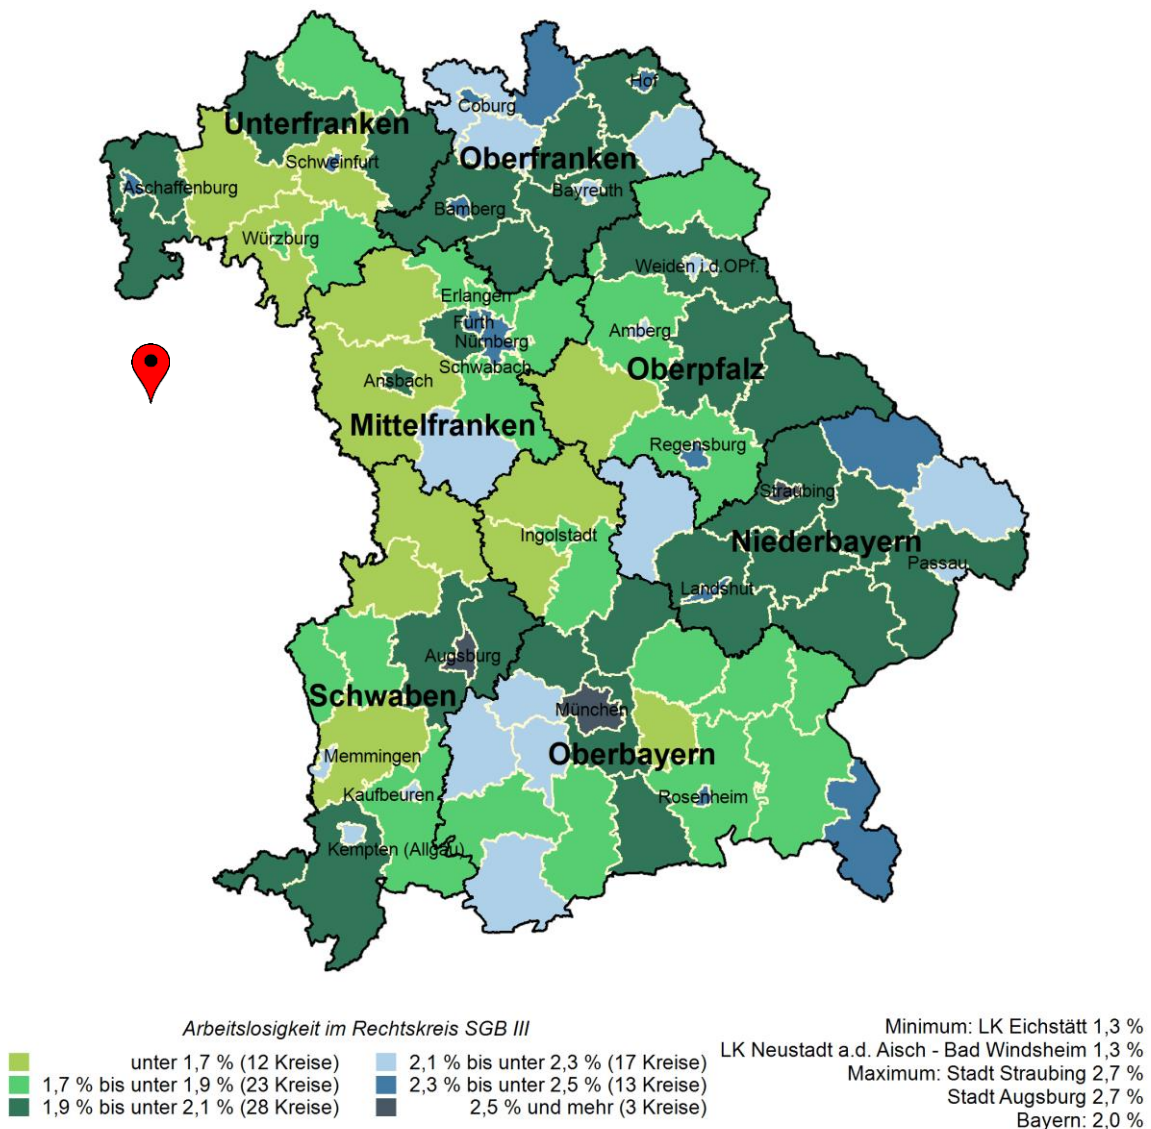 Hof
Coburg
Unterfranken
Oberfranken
Schweinfurt
Aschaffenburg
Bayreuth
Bamberg
Würzburg
Weiden i.d.OPf.
Erlangen
Fürth
Amberg
Nürnberg
Schwabach
Oberpfalz
Ansbach
Mittelfranken
Regensburg
Straubing
Ingolstadt
Niederbayern
Passau
Landshut
Augsburg
Schwaben
München
Oberbayern
Memmingen
Kaufbeuren
Rosenheim
Kempten (Allgäu)
Arbeitslosigkeit im Rechtskreis SGB III
unter 1,7 % (12 Kreise)
1,7 % bis unter 1,9 % (23 Kreise)
1,9 % bis unter 2,1 % (28 Kreise)
2,1 % bis unter 2,3 % (17 Kreise)
2,3 % bis unter 2,5 % (13 Kreise)
2,5 % und mehr (3 Kreise)
Minimum: LK Eichstätt 1,3 %
LK Neustadt a.d. Aisch - Bad Windsheim 1,3 %
Maximum: Stadt Straubing 2,7 %
Stadt Augsburg 2,7 %
Bayern: 2,0 %